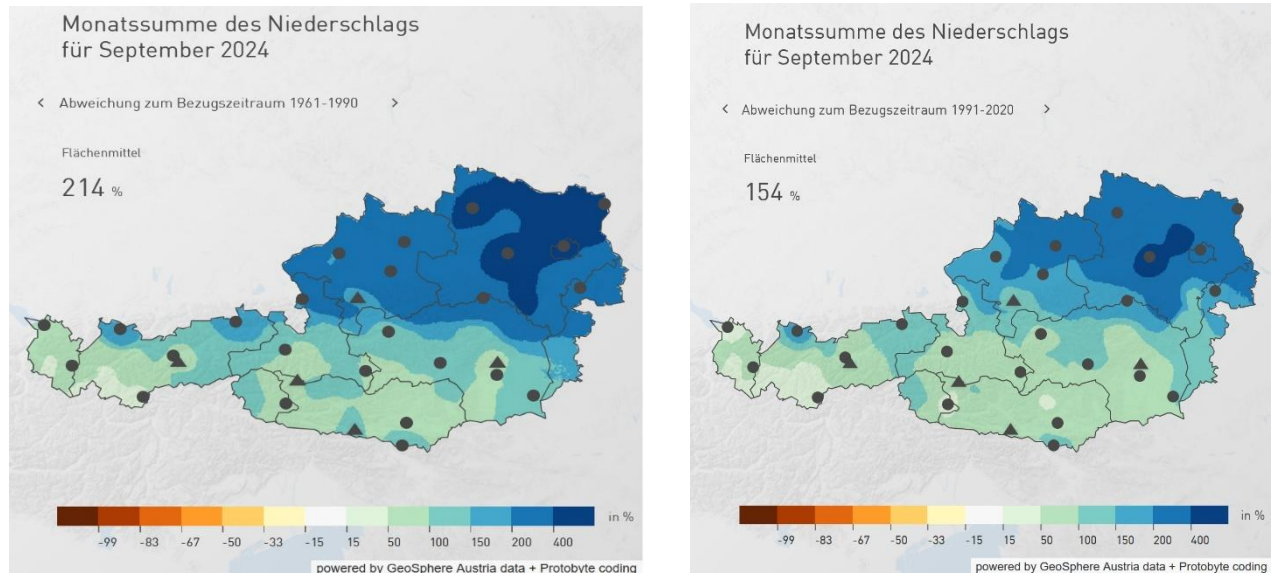 Monatssumme des Niederschlags
für September 2024
< Abweichung zum Bezugszeitraum 1961-1990 >
Flächenmittel
214 %
-99 -83 -67 -50 -33 -15 15 50 100 150 200 400 in %
powered by GeoSphere Austria data + Protobyte coding
Monatssumme des Niederschlags
für September 2024
< Abweichung zum Bezugszeitraum 1991-2020 >
Flächenmittel
154 %
-99 -83 -67 -50 -33 -15 15 50 100 150 200 400 in %
powered by GeoSphere Austria data + Protobyte coding